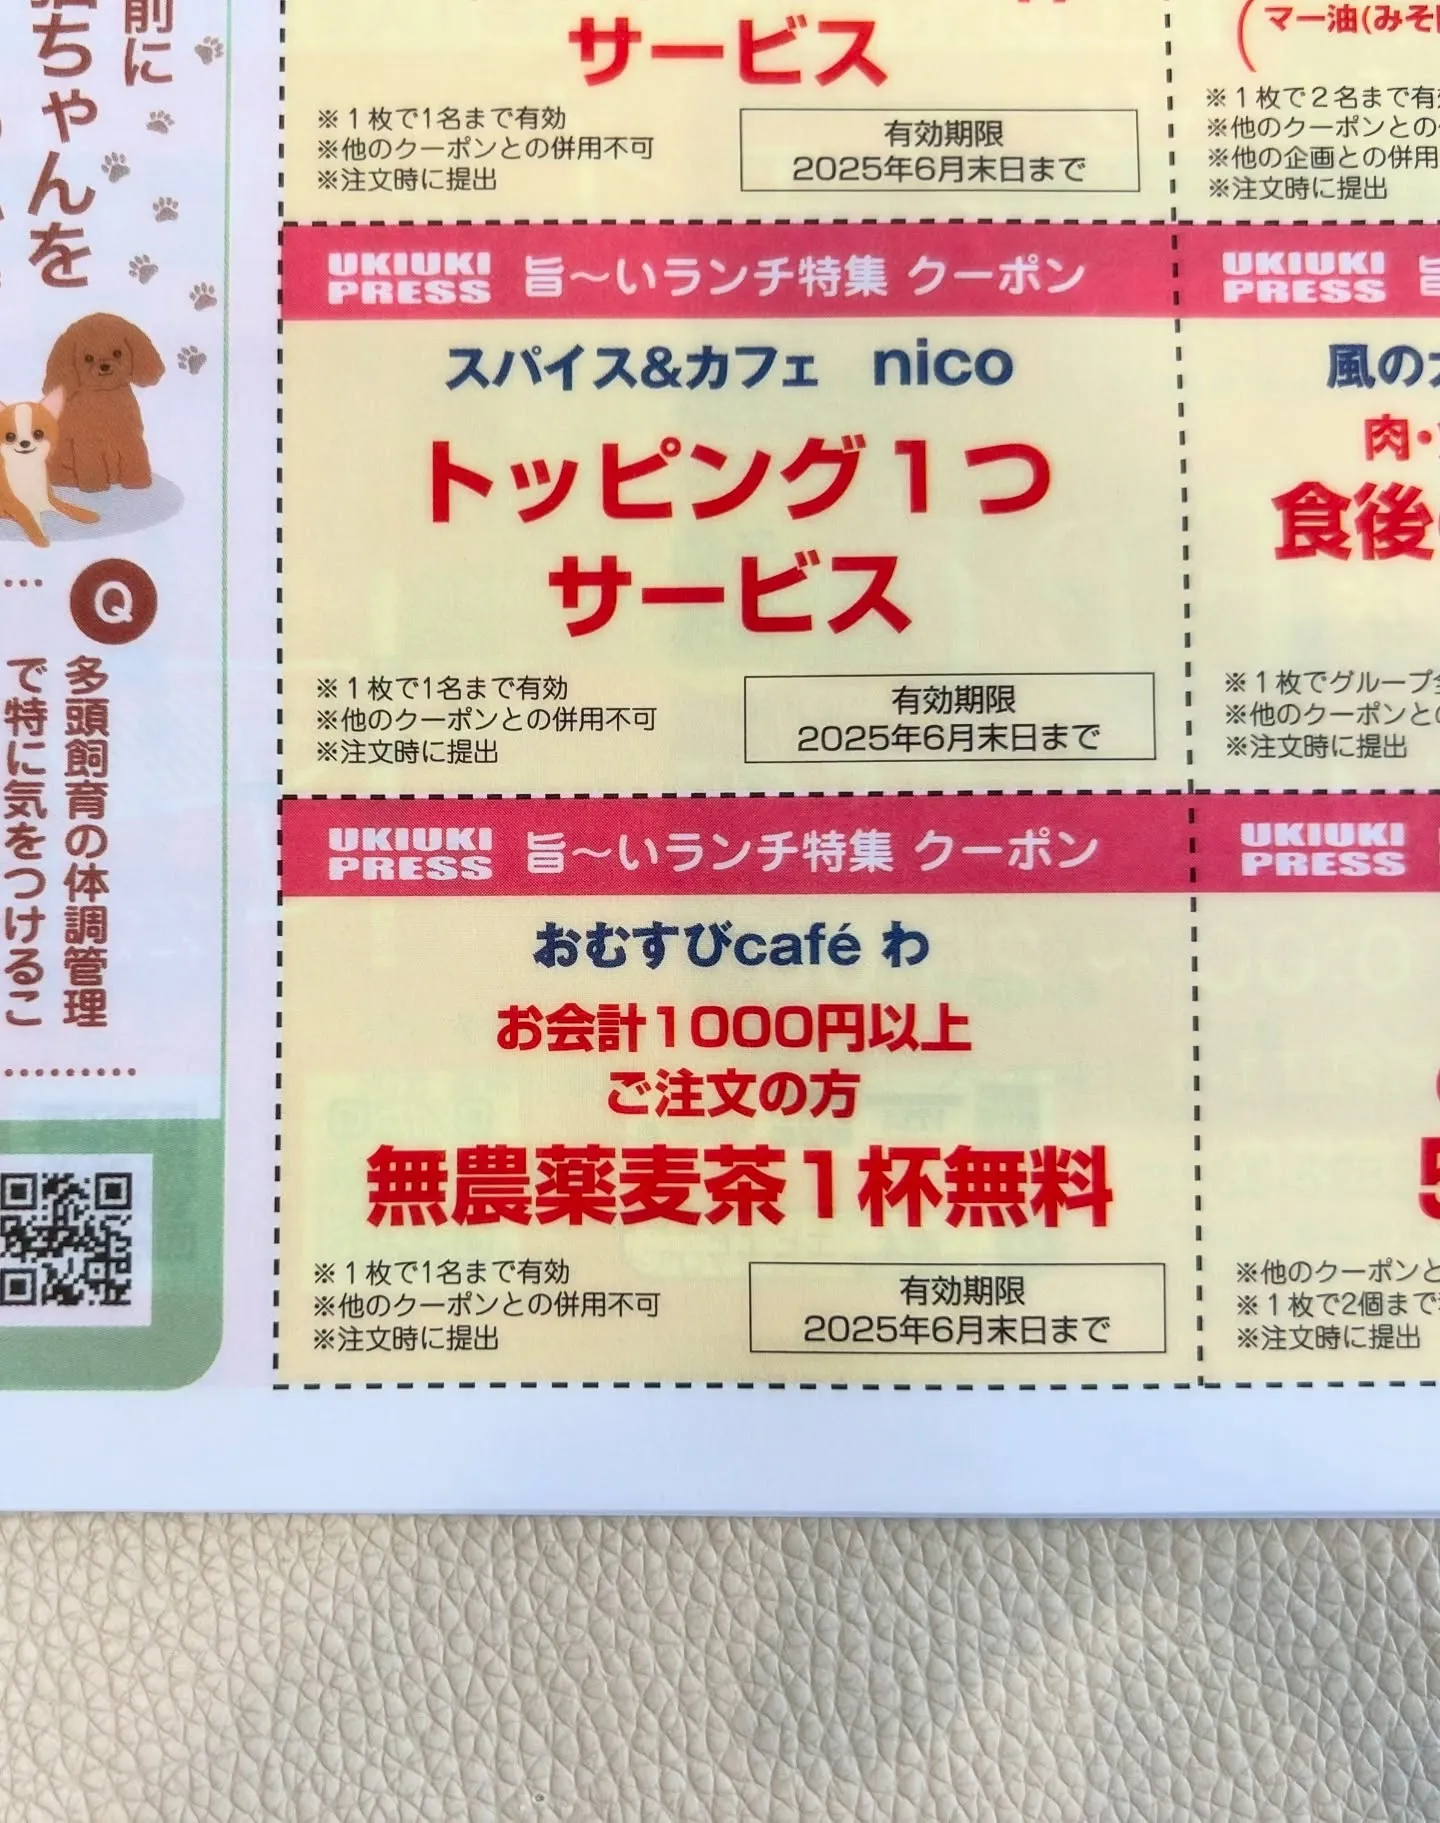 前に
猫ちゃんを
Q
多頭飼育の体調管理
で特に気をつけるこ
サービス
※1枚で1名まで有効
※他のクーポンとの併用不可
※注文時に提出
有効期限
2025年6月末日まで
マー油(みそ
※1枚で2名まで有
※他のクーポンとの
※他の企画との併用
※注文時に提出
UKIUKI
PRESS
旨〜いランチ特集 クーポン
スパイス&カフェ nico
トッピング1つ
サービス
※1枚で1名まで有効
※他のクーポンとの併用不可
※注文時に提出
有効期限
2025年6月末日まで
UKIUKI
PRESS
風の
肉・
食後
※1枚でグループ全
※他のクーポンと
※注文時に提出
UKIUKI
PRESS
旨〜いランチ特集 クーポン
おむすびcafé わ
お会計1000円以上
ご注文の方
無農薬麦茶1杯無料
※1枚で1名まで有効
※他のクーポンとの併用不可
※注文時に提出
有効期限
2025年6月末日まで
UKIUKI
PRESS
5
※他のクーポンと
※1枚で2個まで
※注文時に提出